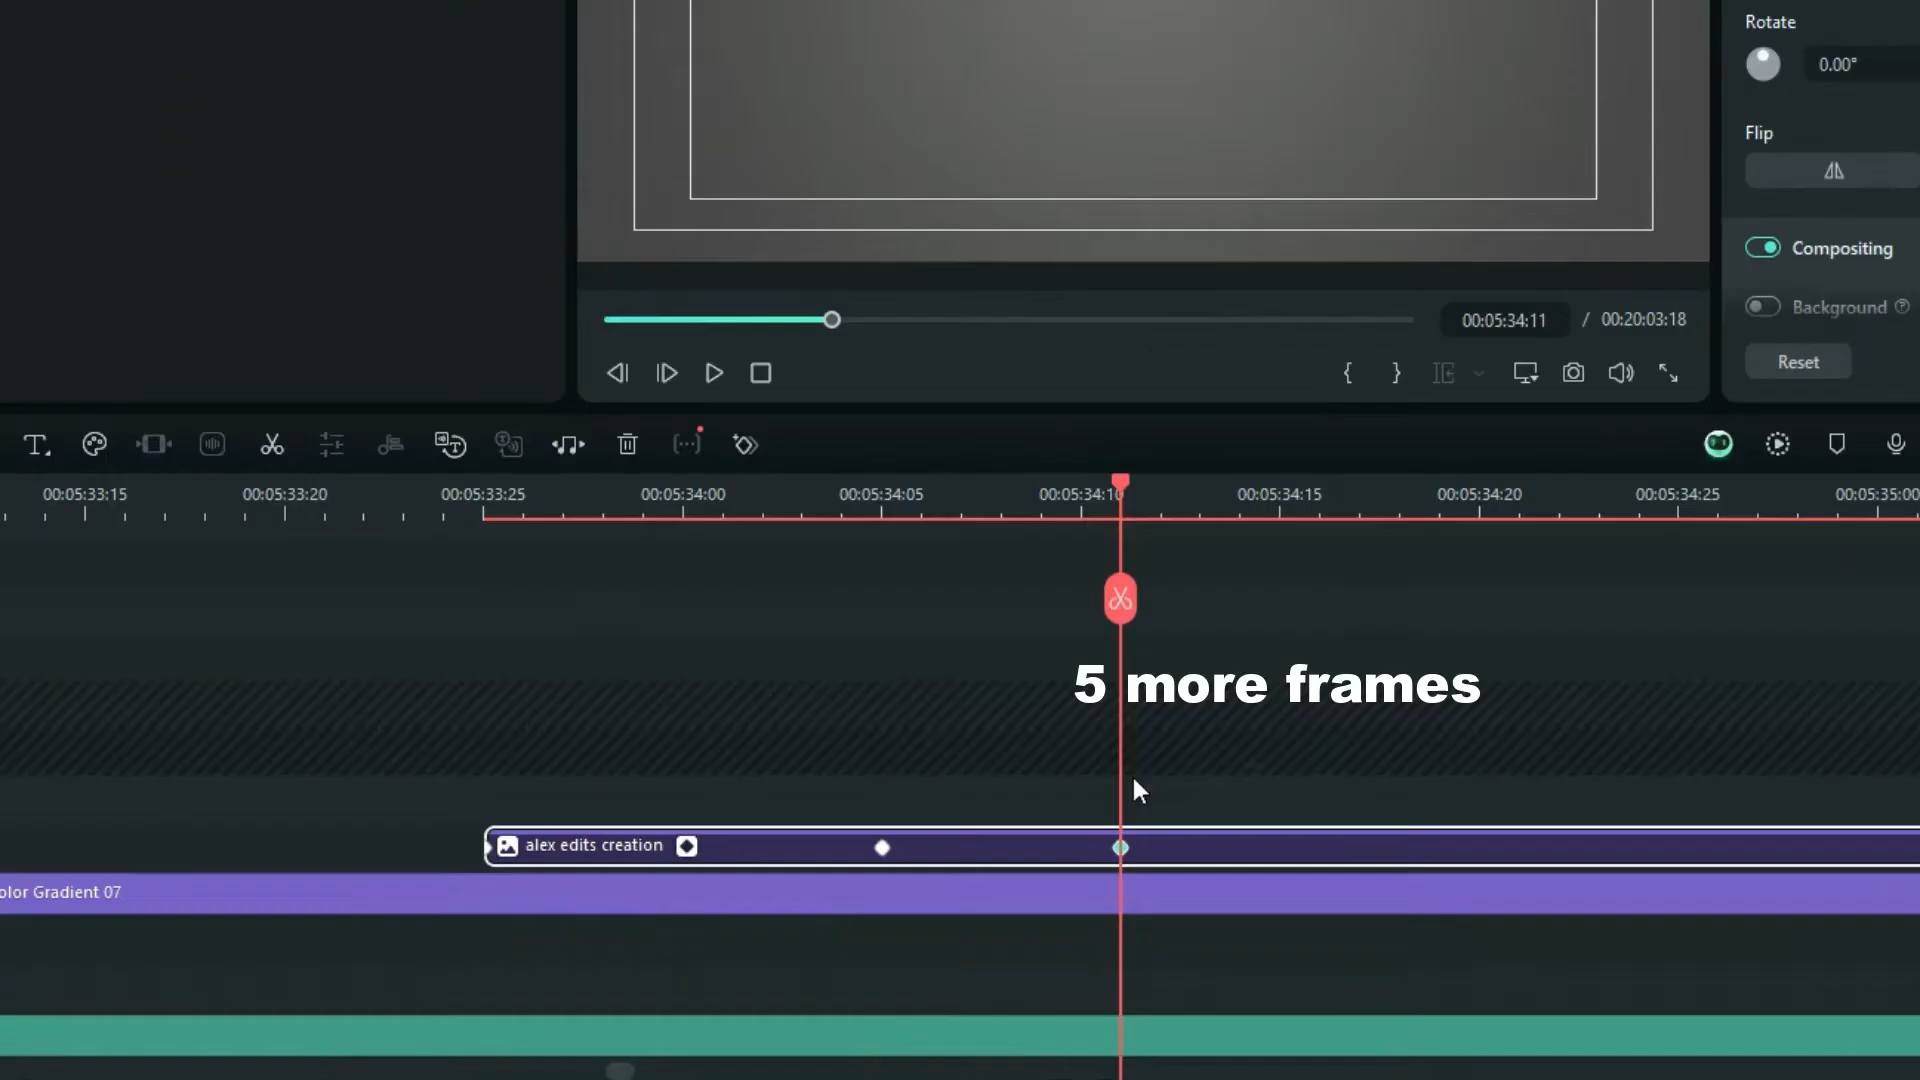 Rotate
0.00°
Flip
Compositing
Background
Reset
00:05:34:11 / 00:20:03:18
00:05:33:15 00:05:33:20 00:05:33:25 00:05:34:00 00:05:34:05 00:05:34:10 00:05:34:15 00:05:34:20 00:05:34:25 00:05:35:00
5 more frames
alex edits creation
olor Gradient 07